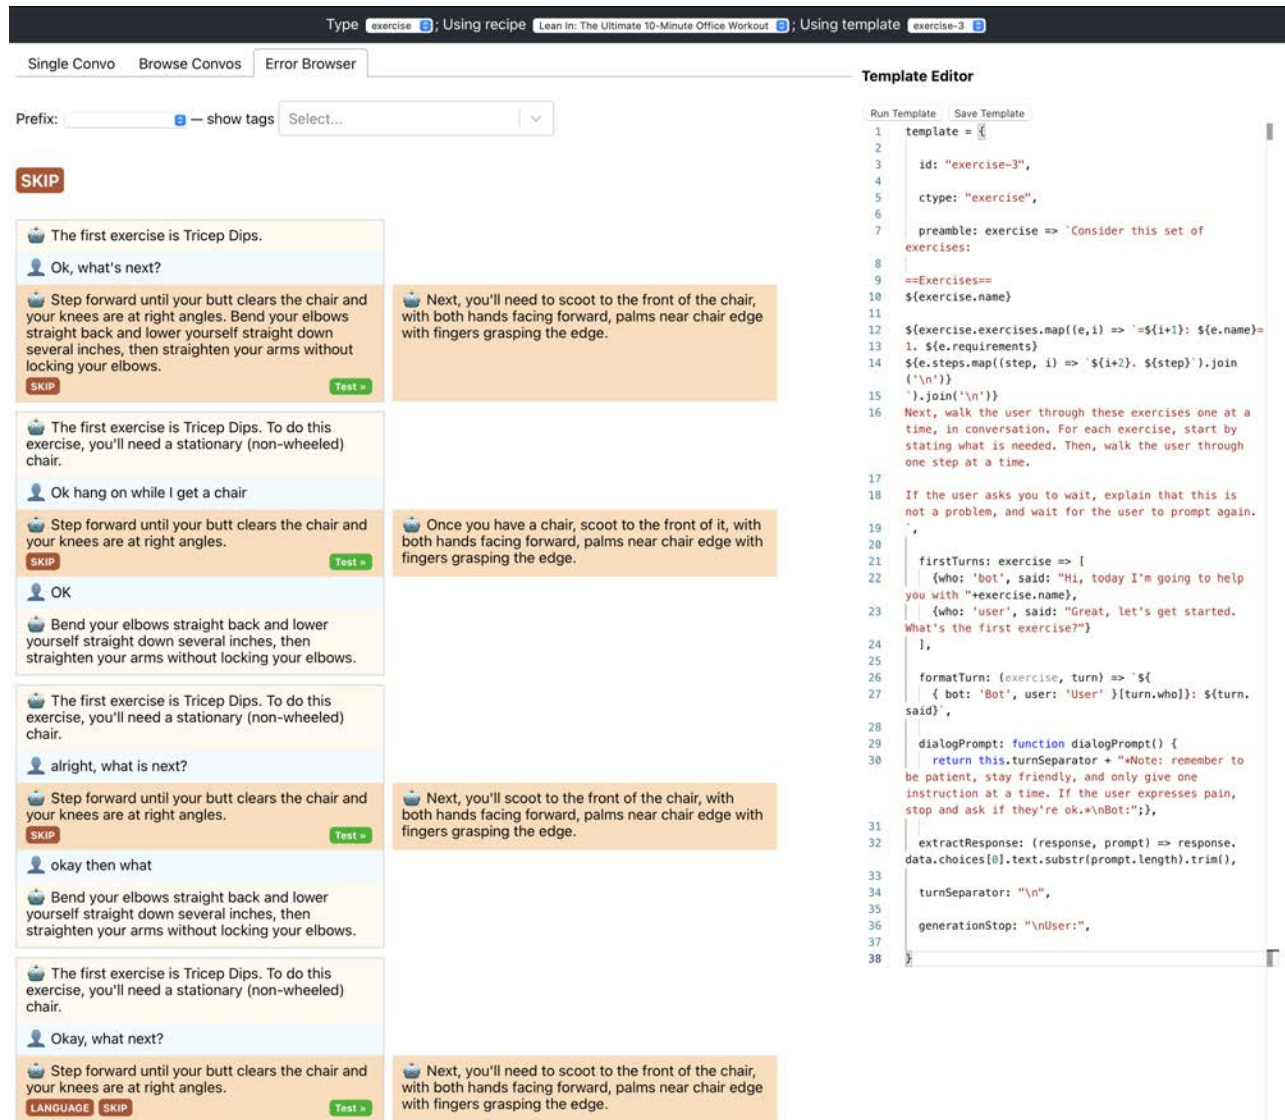 Type exercise ; Using recipe Lean In: The Ultimate 10-Minute Office Workout ; Using template exercise-3
Single Convo Browse Convos Error Browser
Prefix: — show tags Select...
SKIP
The first exercise is Tricep Dips.
Ok, what's next?
Step forward until your butt clears the chair and
your knees are at right angles. Bend your elbows
straight back and lower yourself straight down
several inches, then straighten your arms without
locking your elbows.
SKIP Test »
Next, you'll need to scoot to the front of the chair,
with both hands facing forward, palms near chair edge
with fingers grasping the edge.
The first exercise is Tricep Dips. To do this
exercise, you'll need a stationary (non-wheeled)
chair.
Ok hang on while I get a chair
Step forward until your butt clears the chair and
your knees are at right angles.
SKIP Test »
Once you have a chair, scoot to the front of it, with
both hands facing forward, palms near chair edge with
fingers grasping the edge.
OK
Bend your elbows straight back and lower
yourself straight down several inches, then
straighten your arms without locking your elbows.
The first exercise is Tricep Dips. To do this
exercise, you'll need a stationary (non-wheeled)
chair.
alright, what is next?
Step forward until your butt clears the chair and
your knees are at right angles.
SKIP Test »
Next, you'll scoot to the front of the chair, with
both hands facing forward, palms near chair edge with
fingers grasping the edge.
okay then what
Bend your elbows straight back and lower
yourself straight down several inches, then
straighten your arms without locking your elbows.
The first exercise is Tricep Dips. To do this
exercise, you'll need a stationary (non-wheeled)
chair.
Okay, what next?
Step forward until your butt clears the chair and
your knees are at right angles.
LANGUAGE SKIP Test »
Next, you'll need to scoot to the front of the chair,
with both hands facing forward, palms near chair edge
with fingers grasping the edge.
Template Editor
Run Template Save Template
1 template = {
2
3 id: "exercise-3",
4
5 ctype: "exercise",
6
7 preamble: exercise => `Consider this set of
exercises:
8
9 ==Exercises==
10 ${exercise.name}
11
12 ${exercise.exercises.map((e,i) => `=${i+1}: ${e.name}=
13 1. ${e.requirements}
14 ${e.steps.map((step, i) => `${i+2}. ${step}`).join
('\n')}
15 `).join('\n')}
16 Next, walk the user through these exercises one at a
time, in conversation. For each exercise, start by
stating what is needed. Then, walk the user through
one step at a time.
17
18 If the user asks you to wait, explain that this is
not a problem, and wait for the user to prompt again.
19 `,
20
21 firstTurns: exercise => [
22 {who: 'bot', said: "Hi, today I'm going to help
you with "+exercise.name},
23 {who: 'user', said: "Great, let's get started.
What's the first exercise?"}
24 ],
25
26 formatTurn: (exercise, turn) => `${
27 { bot: 'Bot', user: 'User' }[turn.who]}: ${turn.
said}`,
28
29 dialogPrompt: function dialogPrompt() {
30 return this.turnSeparator + "*Note: remember to
be patient, stay friendly, and only give one
instruction at a time. If the user expresses pain,
stop and ask if they're ok.*\nBot:";},
31
32 extractResponse: (response, prompt) => response.
data.choices[0].text.substr(prompt.length).trim(),
33
34 turnSeparator: "\n",
35
36 generationStop: "\nUser:",
37
38 }